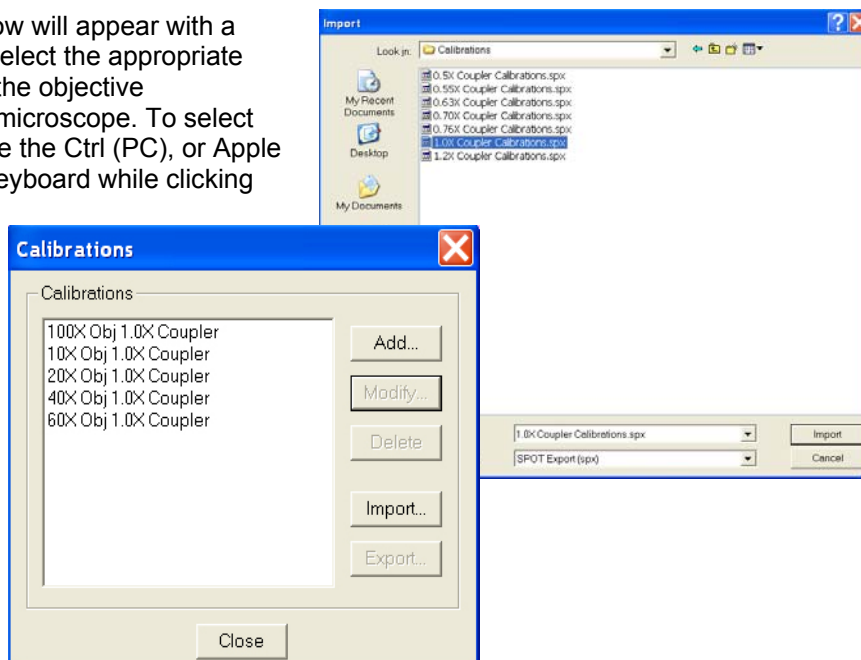 ow will appear with a
elect the appropriate
the objective
microscope. To select
e the Ctrl (PC), or Apple
eyboard while clicking
Import
Look in: Calibrations
My Recent
Documents
Desktop
My Documents
0.5X Coupler Calibrations.spx
0.55X Coupler Calibrations.spx
0.63X Coupler Calibrations.spx
0.70X Coupler Calibrations.spx
0.76X Coupler Calibrations.spx
1.0X Coupler Calibrations.spx
1.2X Coupler Calibrations.spx
1.0X Coupler Calibrations.spx Import
SPOT Export (spx) Cancel
Calibrations
Calibrations
100X Obj 1.0X Coupler
10X Obj 1.0X Coupler
20X Obj 1.0X Coupler
40X Obj 1.0X Coupler
60X Obj 1.0X Coupler
Add...
Modify...
Delete
Import...
Export...
Close